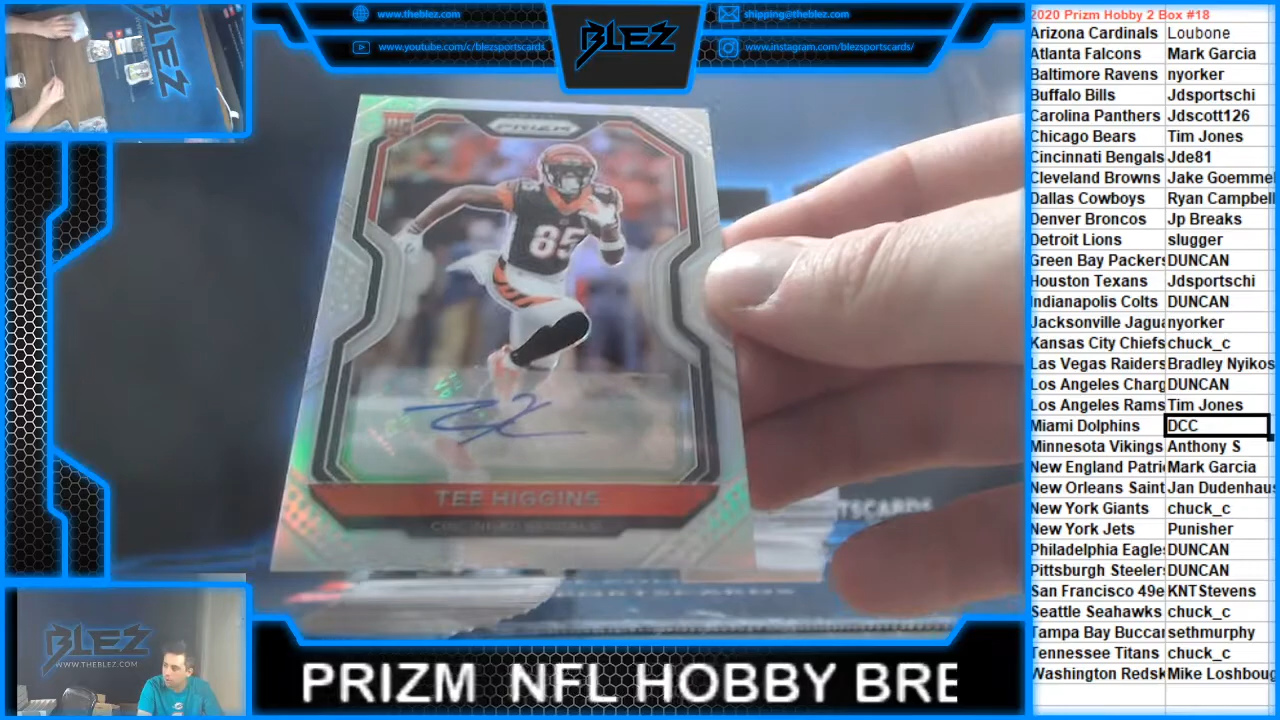 www.theblez.com
www.youtube.com/c/blezsportscards
BLEZ
shipping@theblez.com
www.instagram.com/blezsportscards/
RC
PRIZM
85
85
TEE HIGGINS
CINCINNATI BENGALS
BLEZ
WWW.THEBLEZ.COM
PRIZM NFL HOBBY BRE
2020 Prizm Hobby 2 Box #18
Arizona Cardinals Loubone
Atlanta Falcons Mark Garcia
Baltimore Ravens nyorker
Buffalo Bills Jdsportschi
Carolina Panthers Jdscott126
Chicago Bears Tim Jones
Cincinnati Bengals Jde81
Cleveland Browns Jake Goemme
Dallas Cowboys Ryan Campbell
Denver Broncos Jp Breaks
Detroit Lions slugger
Green Bay Packers DUNCAN
Houston Texans Jdsportschi
Indianapolis Colts DUNCAN
Jacksonville Jagua nyorker
Kansas City Chiefs chuck_c
Las Vegas Raiders Bradley Nyikos
Los Angeles Charg DUNCAN
Los Angeles Rams Tim Jones
Miami Dolphins DCC
Minnesota Vikings Anthony S
New England Patri Mark Garcia
New Orleans Saint Jan Dudenhaus
New York Giants chuck_c
New York Jets Punisher
Philadelphia Eagle DUNCAN
Pittsburgh Steeler DUNCAN
San Francisco 49e KNTStevens
Seattle Seahawks chuck_c
Tampa Bay Buccar sethmurphy
Tennessee Titans chuck_c
Washington Redsk Mike Loshboug